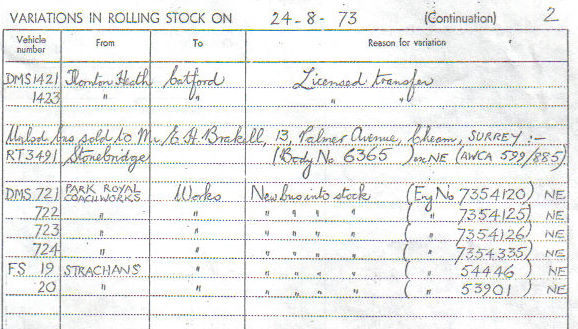 VARIATIONS IN ROLLING STOCK ON 24-8-73 (Continuation) 2
Vehicle number From To Reason for variation
DMS1421 Thornton Heath Catford Licensed transfer
1423 " " " "
Unlicd bus sold to Mr E H Brakell, 13, Palmer Avenue, Cheam, SURREY :-
RT3491 Stonebridge (Body No 6365) ex NE (AWCA 599/885).
DMS 721 PARK ROYAL COACHWORKS Works New bus into stock (Eng No 7354120) NE
722 " " " " " " ( " 7354125) NE
723 " " " " " " ( " 7354126) NE
724 " " " " " " ( " 7354335) NE
FS 19 STRACHANS " " " " " ( " 54446 ) NE
20 " " " " " " ( " 53901 ) NE